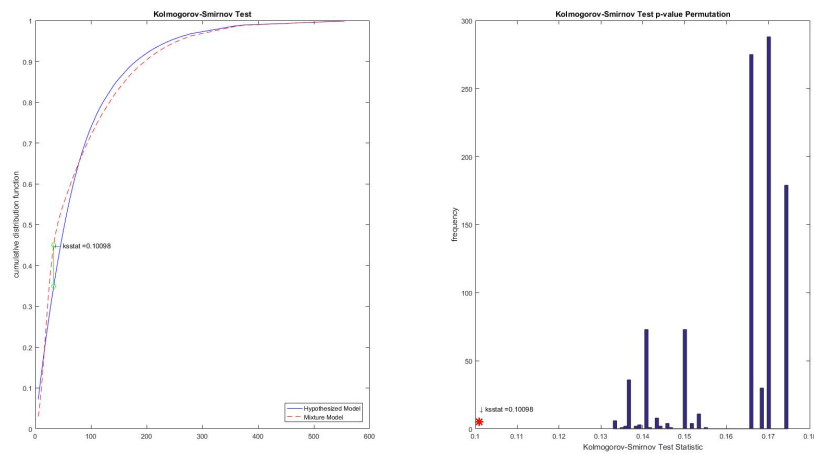 Kolmogorov-Smirnov Test
1
0.9
0.8
0.7
0.6
0.5
0.4
0.3
0.2
0.1
0
cumulative distribution function
ksstat =0.10098
Hypothesized Model
Mixture Model
0 100 200 300 400 500 600
Kolmogorov-Smirnov Test p-value Permutation
300
250
200
150
100
50
0
frequency
↓ ksstat =0.10098
0.1 0.11 0.12 0.13 0.14 0.15 0.16 0.17 0.18
Kolmogorov-Smirnov Test Statistic